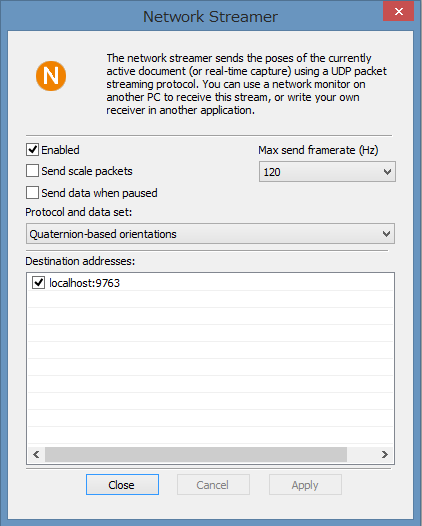 Network Streamer
N
The network streamer sends the poses of the currently
active document (or real-time capture) using a UDP packet
streaming protocol. You can use a network monitor on
another PC to receive this stream, or write your own
receiver in another application.
Enabled
Max send framerate (Hz)
Send scale packets
120
Send data when paused
Protocol and data set:
Quaternion-based orientations
Destination addresses:
localhost:9763
Close
Cancel
Apply